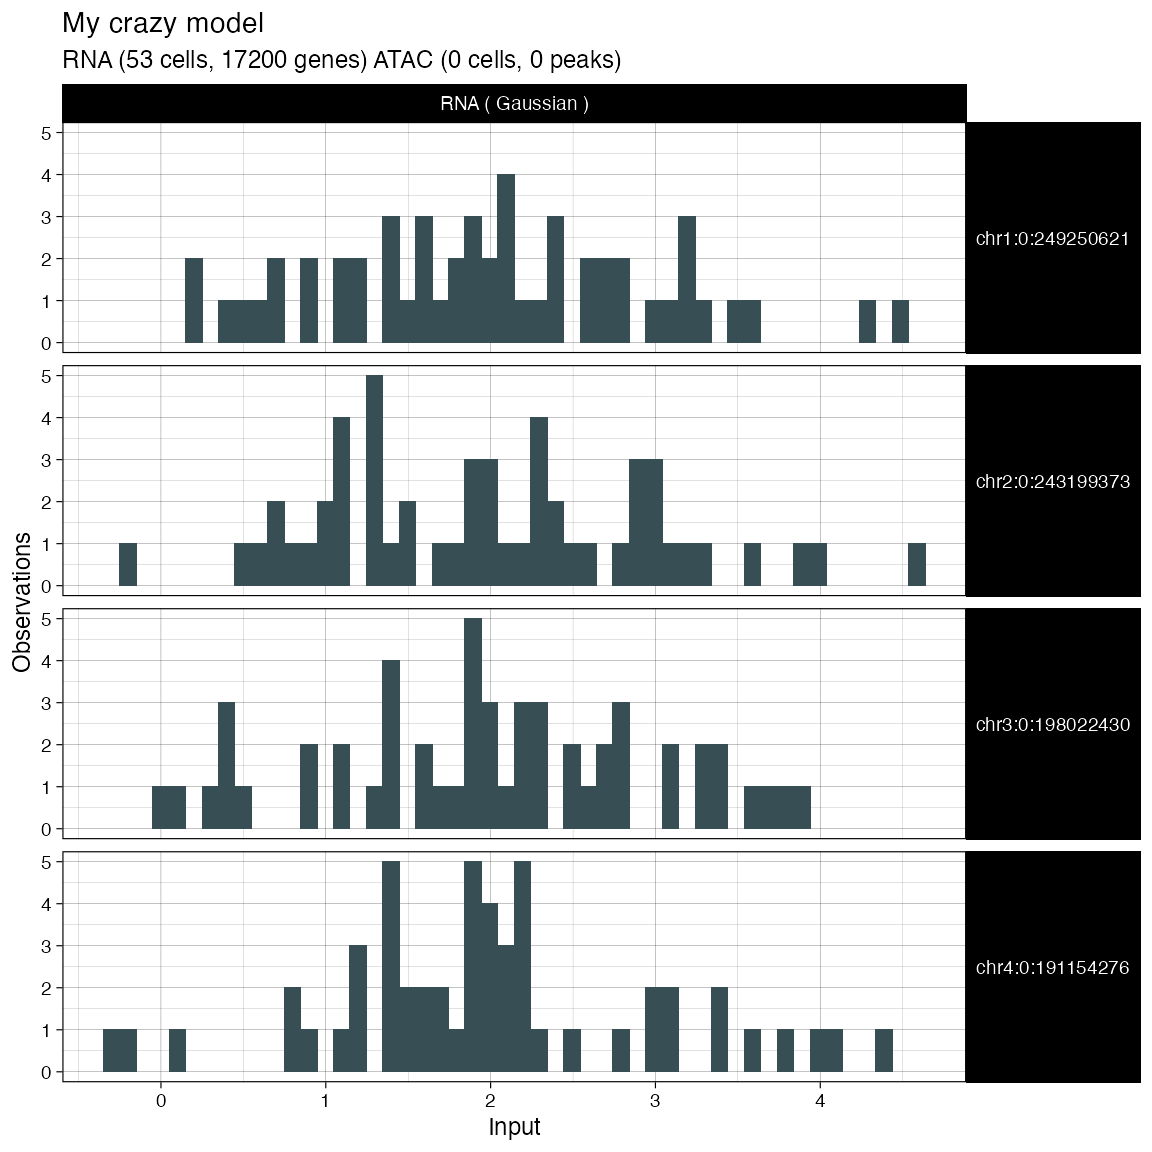 My crazy model
RNA (53 cells, 17200 genes) ATAC (0 cells, 0 peaks)
RNA ( Gaussian )
Observations
5
4
3
2
1
0
chr1:0:249250621
5
4
3
2
1
0
chr2:0:243199373
5
4
3
2
1
0
chr3:0:198022430
5
4
3
2
1
0
chr4:0:191154276
0 1 2 3 4
Input